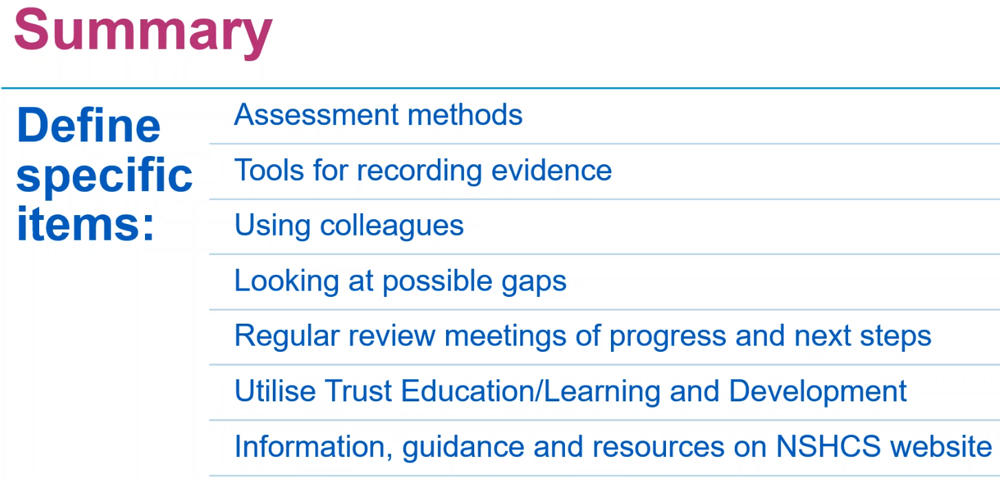 Summary
Define
specific
items:
Assessment methods
Tools for recording evidence
Using colleagues
Looking at possible gaps
Regular review meetings of progress and next steps
Utilise Trust Education/Learning and Development
Information, guidance and resources on NSHCS website